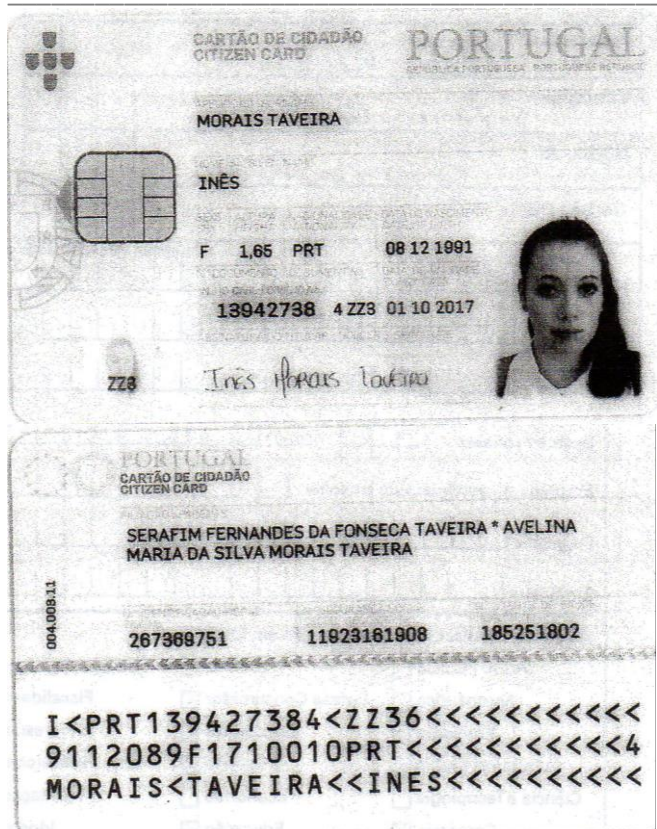 CARTÃO DE CIDADÃO
CITIZEN CARD
PORTUGAL
MORAIS TAVEIRA
INÊS
F 1,65 PRT 08 12 1991
13942738 4 ZZ3 01 10 2017
ZZ3
Inês Morais Taveira
PORTUGAL
CARTÃO DE CIDADÃO
CITIZEN CARD
SERAFIM FERNANDES DA FONSECA TAVEIRA * AVELINA
MARIA DA SILVA MORAIS TAVEIRA
004.003.11
267369751 11923161908 185251802
I<PRT139427384<ZZ36<<<<<<<<<<<
9112089F1710010PRT<<<<<<<<<<<4
MORAIS<TAVEIRA<<INES<<<<<<<<<<